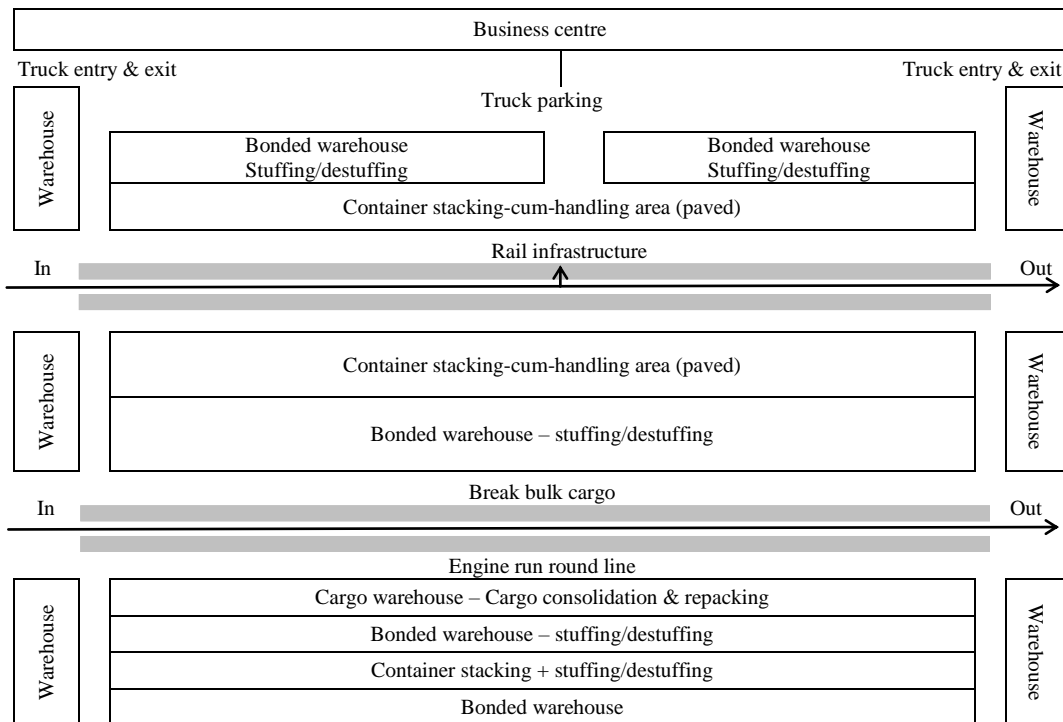 Business centre
Truck entry & exit
Truck entry & exit
Truck parking
Warehouse
Bonded warehouse
Stuffing/destuffing
Bonded warehouse
Stuffing/destuffing
Warehouse
Container stacking-cum-handling area (paved)
Rail infrastructure
In
Out
Warehouse
Container stacking-cum-handling area (paved)
Bonded warehouse – stuffing/destuffing
Warehouse
Break bulk cargo
In
Out
Engine run round line
Warehouse
Cargo warehouse – Cargo consolidation & repacking
Bonded warehouse – stuffing/destuffing
Container stacking + stuffing/destuffing
Bonded warehouse
Warehouse